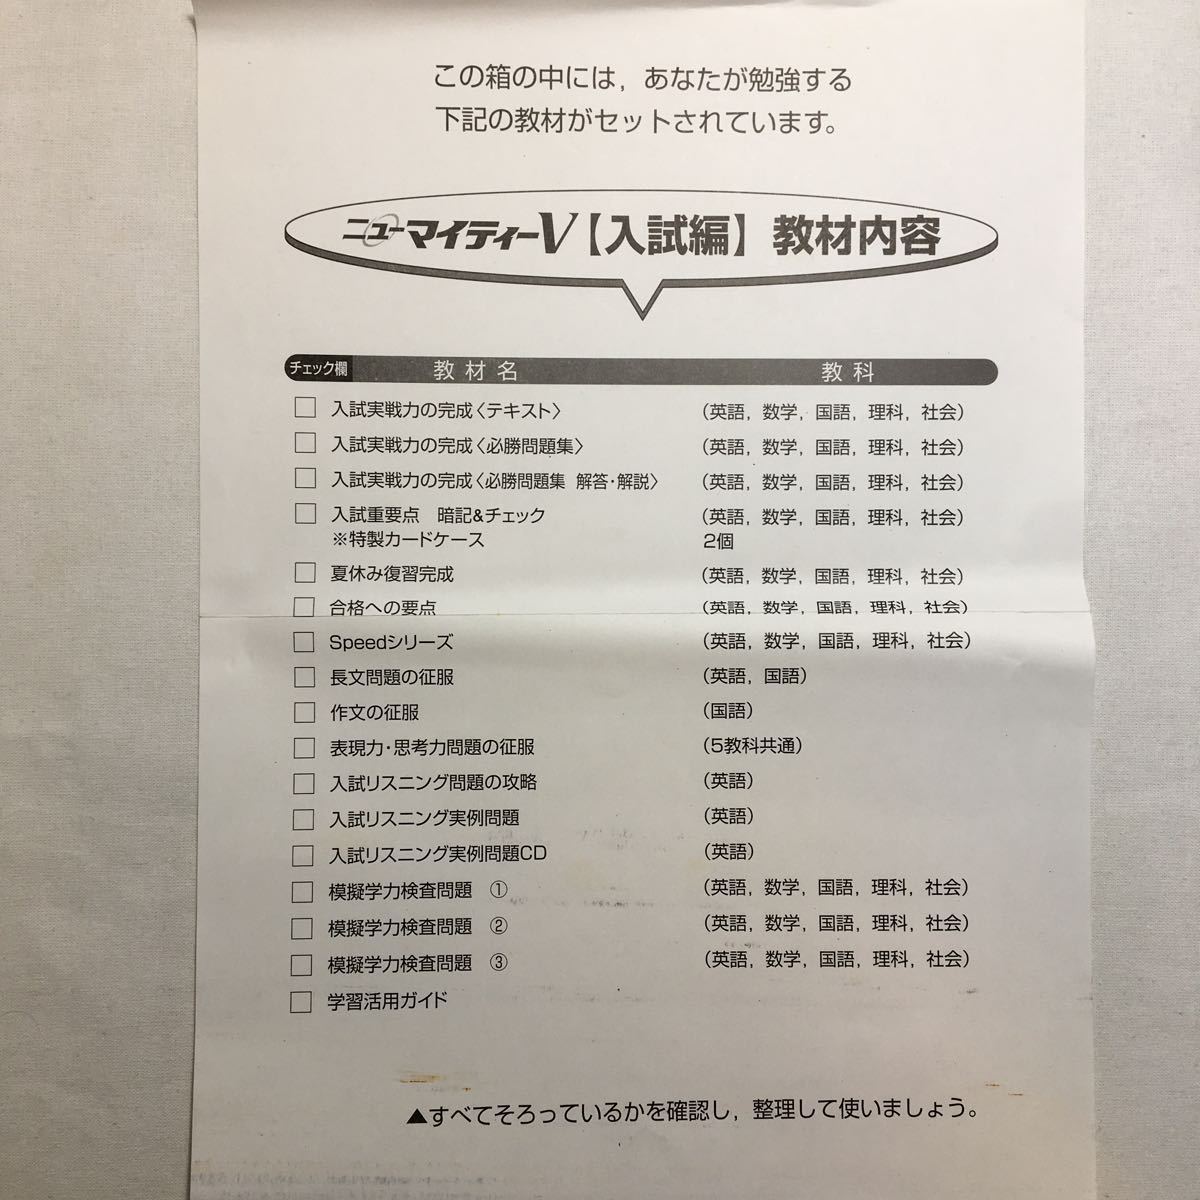 この箱の中には，あなたが勉強する
下記の教材がセットされています。
ニューマイティーV【入試編】教材内容
チェック欄 教材名 教科
□ 入試実戦力の完成〈テキスト〉 （英語，数学，国語，理科，社会）
□ 入試実戦力の完成〈必勝問題集〉 （英語，数学，国語，理科，社会）
□ 入試実戦力の完成〈必勝問題集 解答・解説〉 （英語，数学，国語，理科，社会）
□ 入試重要点 暗記&チェック （英語，数学，国語，理科，社会）
※特製カードケース 2個
□ 夏休み復習完成 （英語，数学，国語，理科，社会）
□ 合格への要点 （英語，数学，国語，理科，社会）
□ Speedシリーズ （英語，数学，国語，理科，社会）
□ 長文問題の征服 （英語，国語）
□ 作文の征服 （国語）
□ 表現力・思考力問題の征服 （5教科共通）
□ 入試リスニング問題の攻略 （英語）
□ 入試リスニング実例問題 （英語）
□ 入試リスニング実例問題CD （英語）
□ 模擬学力検査問題 ① （英語，数学，国語，理科，社会）
□ 模擬学力検査問題 ② （英語，数学，国語，理科，社会）
□ 模擬学力検査問題 ③ （英語，数学，国語，理科，社会）
□ 学習活用ガイド
▲すべてそろっているかを確認し，整理して使いましょう。